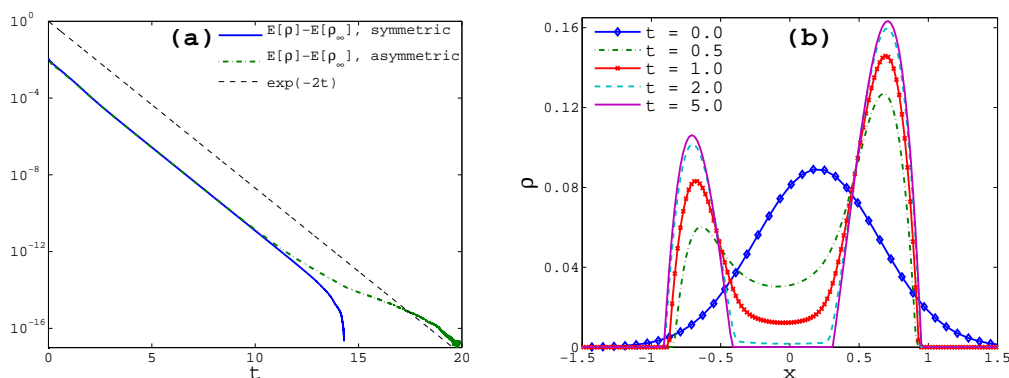 (a)
E[ρ]−E[ρ∞], symmetric
E[ρ]−E[ρ∞], asymmetric
exp(−2t)
10^0
10^−4
10^−8
10^−12
10^−16
0 5 10 15 20
t
(b)
t = 0.0
t = 0.5
t = 1.0
t = 2.0
t = 5.0
0.16
0.12
0.08
0.04
0
ρ
−1.5 −1 −0.5 0 0.5 1 1.5
x